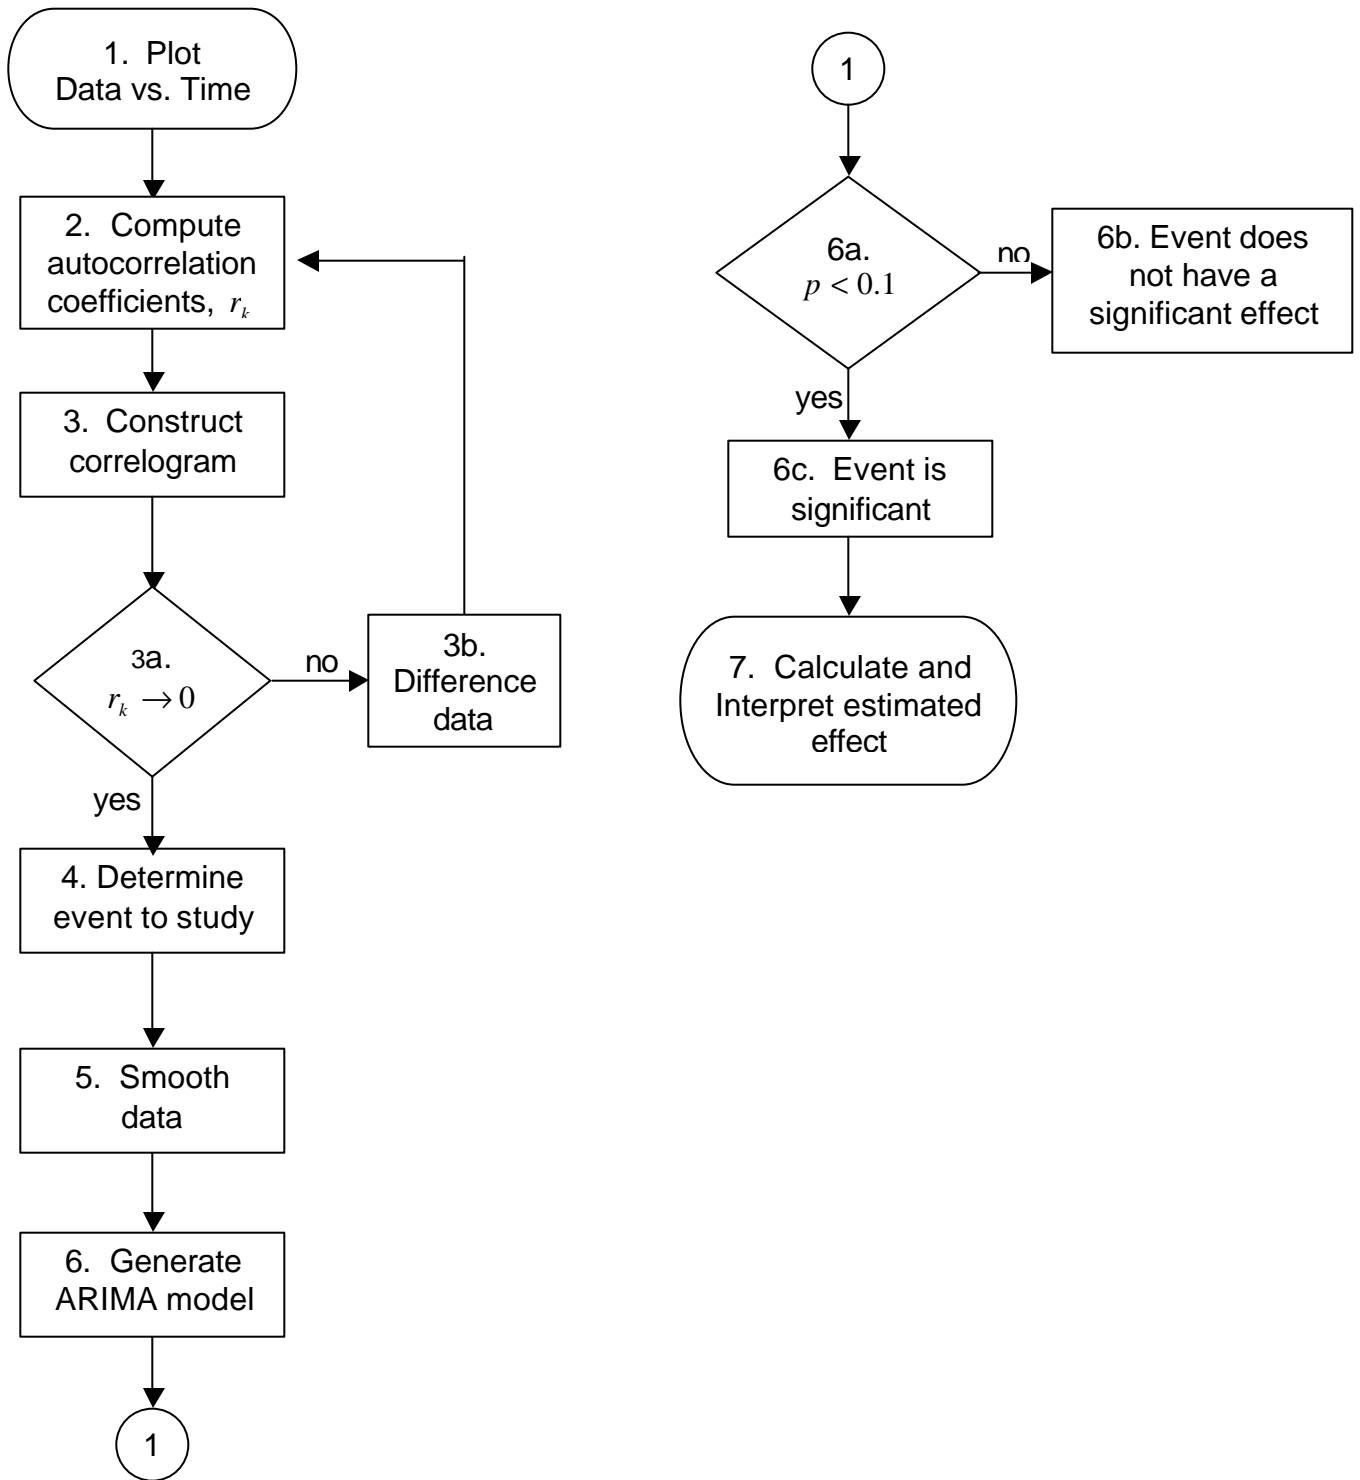 1. Plot
Data vs. Time
2. Compute
autocorrelation
coefficients, r_k
3. Construct
correlogram
3a.
r_k → 0
no
3b.
Difference
data
yes
4. Determine
event to study
5. Smooth
data
6. Generate
ARIMA model
1
1
6a.
p < 0.1
no
6b. Event does
not have a
significant effect
yes
6c. Event is
significant
7. Calculate and
Interpret estimated
effect